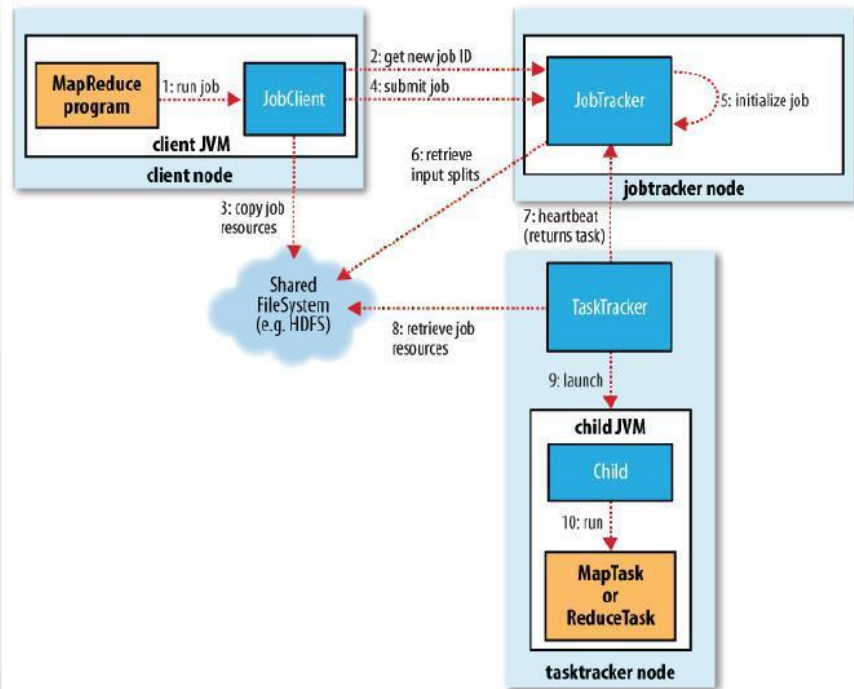 MapReduce
program
1: run job
JobClient
client JVM
client node
2: get new job ID
4: submit job
JobTracker
5: initialize job
jobtracker node
3: copy job
resources
6: retrieve
input splits
7: heartbeat
(returns task)
Shared
FileSystem
(e.g. HDFS)
8: retrieve job
resources
TaskTracker
9: launch
child JVM
Child
10: run
MapTask
or
ReduceTask
tasktracker node